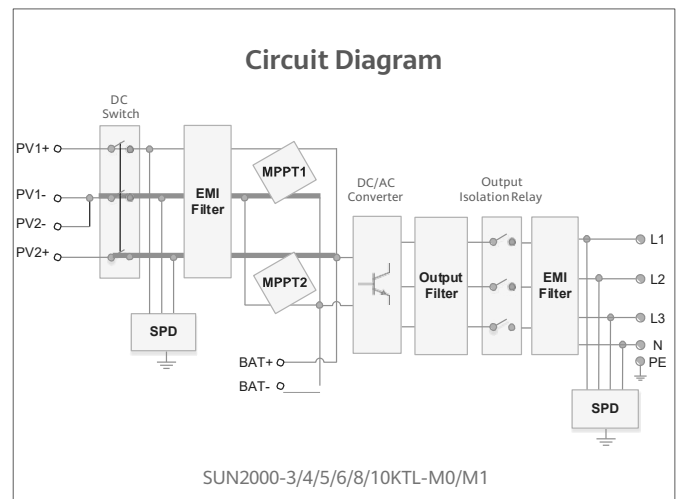 Circuit Diagram
DC
Switch
PV1+
PV1-
PV2-
PV2+
EMI
Filter
SPD
MPPT1
MPPT2
BAT+
BAT-
DC/AC
Converter
Output
Filter
Output
Isolation Relay
EMI
Filter
L1
L2
L3
N
PE
SPD
SUN2000-3/4/5/6/8/10KTL-M0/M1